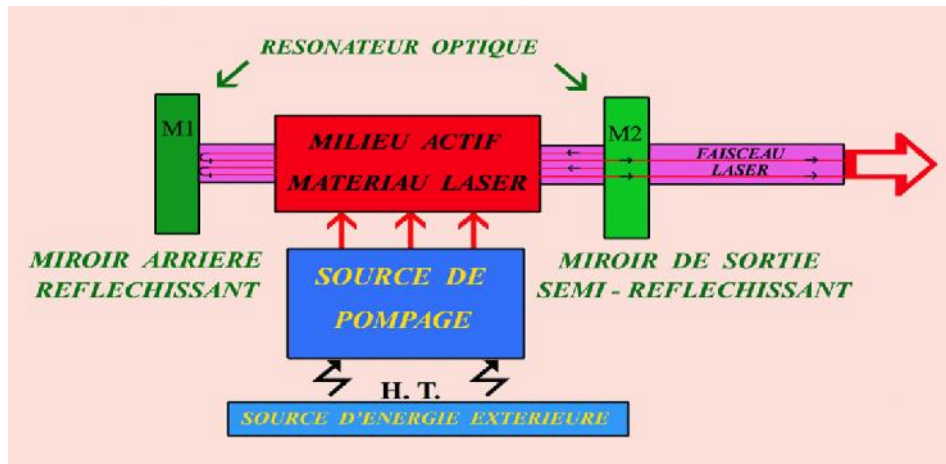 RESONATEUR OPTIQUE
M1
MILIEU ACTIF
MATERIAU LASER
M2
FAISCEAU
LASER
MIROIR ARRIERE
REFLECHISSANT
SOURCE DE
POMPAGE
MIROIR DE SORTIE
SEMI - REFLECHISSANT
H. T.
SOURCE D'ENERGIE EXTERIEURE